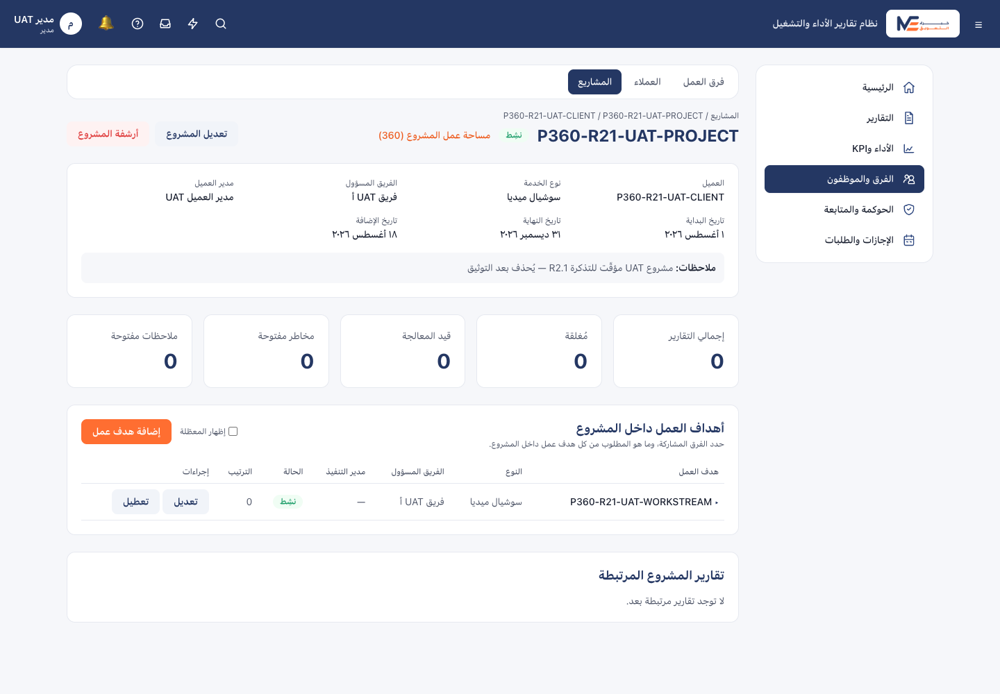 خبراء التسويق
نظام تقارير الأداء والتشغيل
م
مدير UAT
مدير
الرئيسية
التقارير
الأداء وKPI
الفرق والموظفون
الحوكمة والمتابعة
الإجازات والطلبات
فرق العمل
العملاء
المشاريع
المشاريع / P360-R21-UAT-CLIENT / P360-R21-UAT-PROJECT
P360-R21-UAT-PROJECT
نشِط
مساحة عمل المشروع (360)
تعديل المشروع
أرشفة المشروع
العميل
P360-R21-UAT-CLIENT
نوع الخدمة
سوشيال ميديا
الفريق المسؤول
فريق UAT أ
مدير العميل
مدير العميل UAT
تاريخ البداية
١ أغسطس ٢٠٢٦
تاريخ النهاية
٣١ ديسمبر ٢٠٢٦
تاريخ الإضافة
١٨ أغسطس ٢٠٢٦
ملاحظات: مشروع UAT مؤقّت للتذكرة R2.1 — يُحذف بعد التوثيق
إجمالي التقارير
0
مُغلقة
0
قيد المعالجة
0
مخاطر مفتوحة
0
ملاحظات مفتوحة
0
أهداف العمل داخل المشروع
حدد الفرق المشاركة، وما هو المطلوب من كل هدف عمل داخل المشروع.
إظهار المعطّلة
إضافة هدف عمل
هدف العمل	النوع	الفريق المسؤول	مدير التنفيذ	الحالة	الترتيب	إجراءات
P360-R21-UAT-WORKSTREAM	سوشيال ميديا	فريق UAT أ	—	نشِط	0	تعديل	تعطيل
تقارير المشروع المرتبطة
لا توجد تقارير مرتبطة بعد.